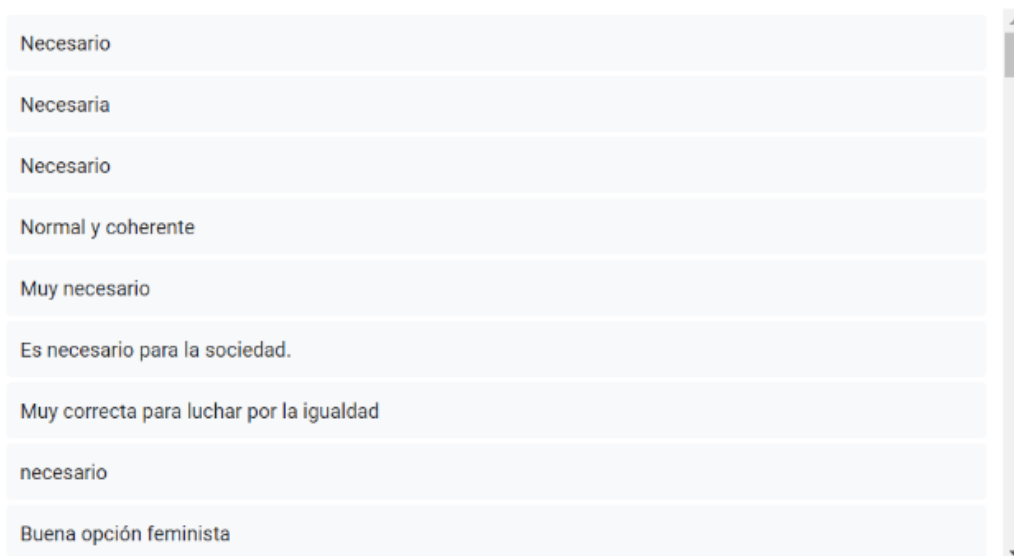 Necesario
Necesaria
Necesario
Normal y coherente
Muy necesario
Es necesario para la sociedad.
Muy correcta para luchar por la igualdad
necesario
Buena opción feminista